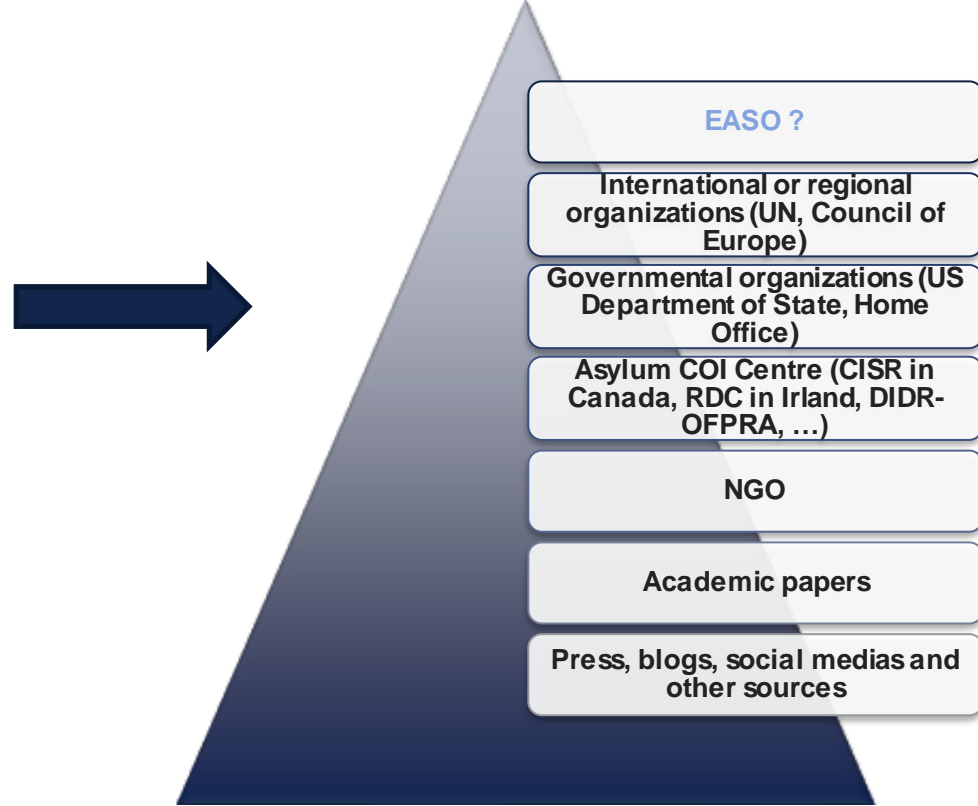 EASO ?
International or regional
organizations (UN, Council of
Europe)
Governmental organizations (US
Department of State, Home
Office)
Asylum COI Centre (CISR in
Canada, RDC in Irland, DIDR-
OFPRA, …)
NGO
Academic papers
Press, blogs, social medias and
other sources